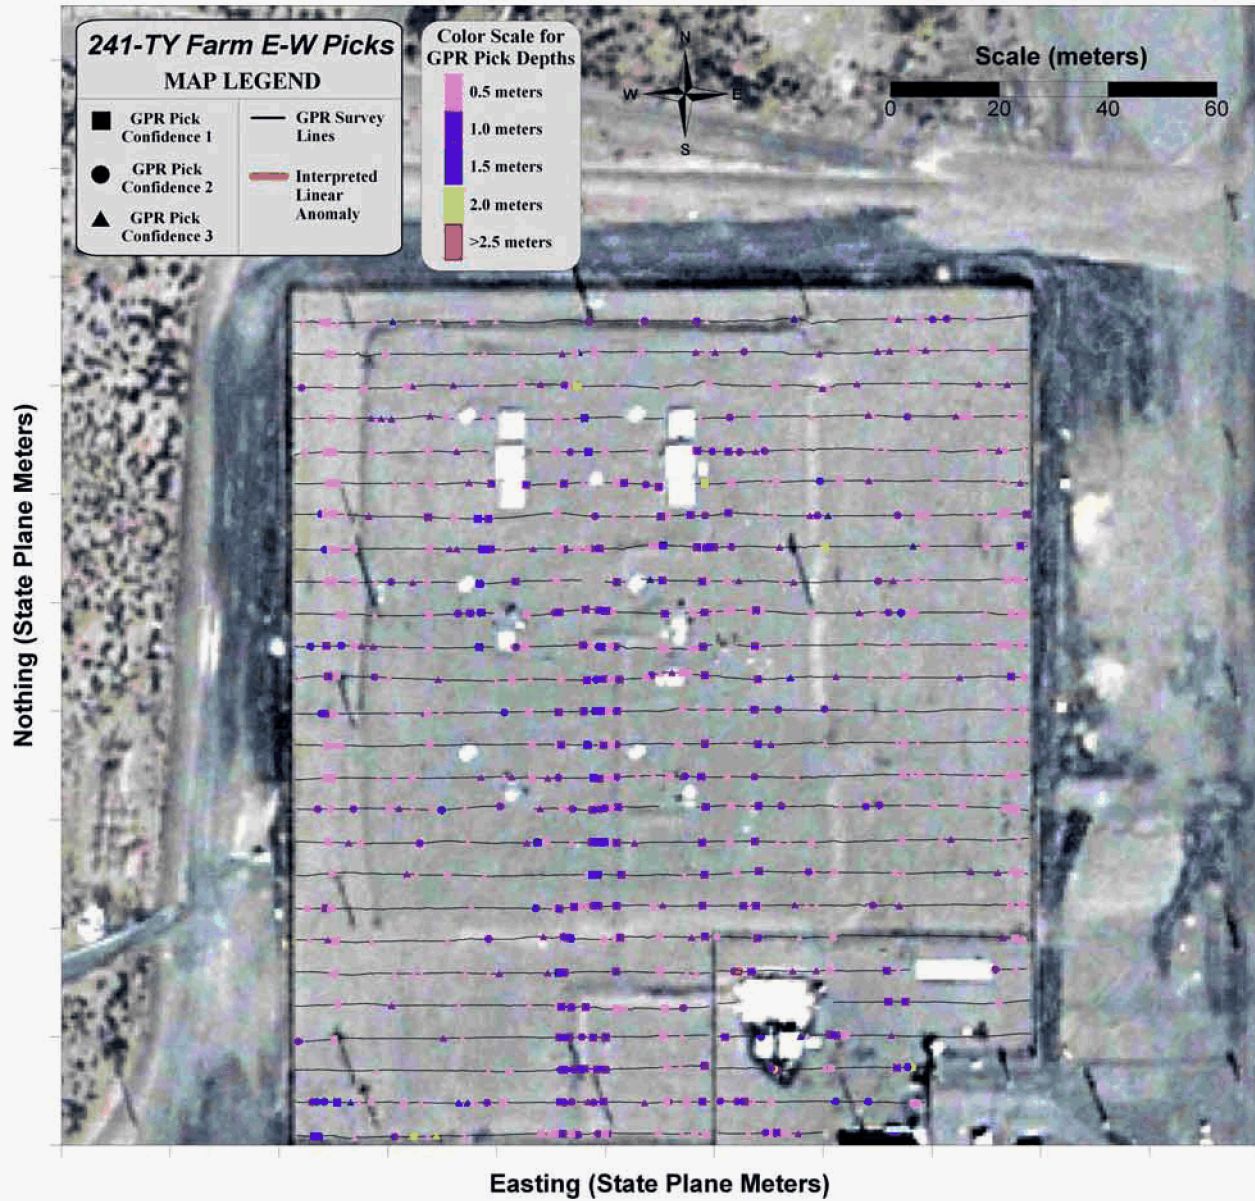 241-TY Farm E-W Picks
MAP LEGEND
GPR Pick
Confidence 1
GPR Pick
Confidence 2
GPR Pick
Confidence 3
GPR Survey
Lines
Interpreted
Linear
Anomaly
Color Scale for
GPR Pick Depths
0.5 meters
1.0 meters
1.5 meters
2.0 meters
>2.5 meters
N
W E
S
Scale (meters)
0 20 40 60
Nothing (State Plane Meters)
Easting (State Plane Meters)